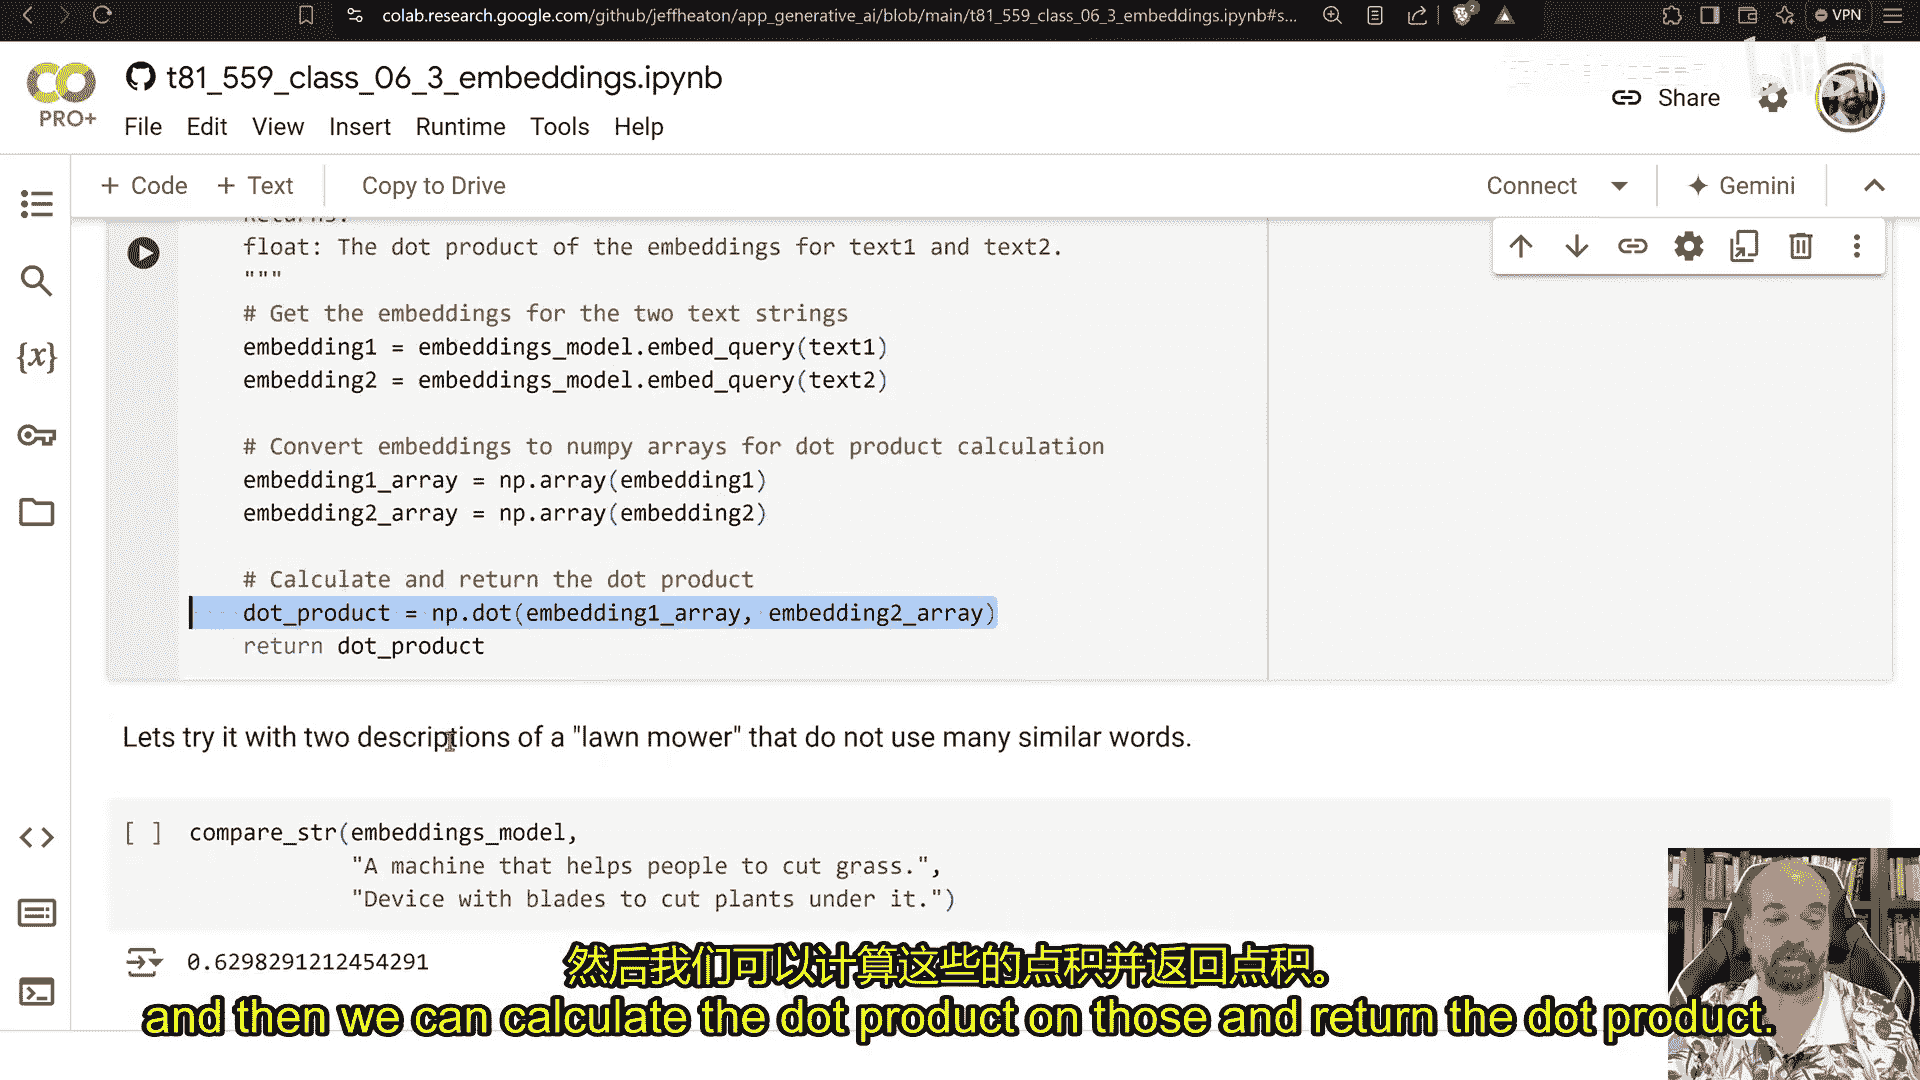 colab.research.google.com/github/jeffheaton/app_generative_ai/blob/main/t81_559_class_06_3_embeddings.ipynb#s...
2
VPN
t81_559_class_06_3_embeddings.ipynb
PRO+
File Edit View Insert Runtime Tools Help
Share
+ Code + Text Copy to Drive
Connect
Gemini
Returns:
float: The dot product of the embeddings for text1 and text2.
"""
# Get the embeddings for the two text strings
embedding1 = embeddings_model.embed_query(text1)
embedding2 = embeddings_model.embed_query(text2)
# Convert embeddings to numpy arrays for dot product calculation
embedding1_array = np.array(embedding1)
embedding2_array = np.array(embedding2)
# Calculate and return the dot product
dot_product = np.dot(embedding1_array, embedding2_array)
return dot_product
Lets try it with two descriptions of a "lawn mower" that do not use many similar words.
[ ] compare_str(embeddings_model,
"A machine that helps people to cut grass.",
"Device with blades to cut plants under it.")
0.6298291212454291
然后我们可以计算这些的点积并返回点积。
and then we can calculate the dot product on those and return the dot product.